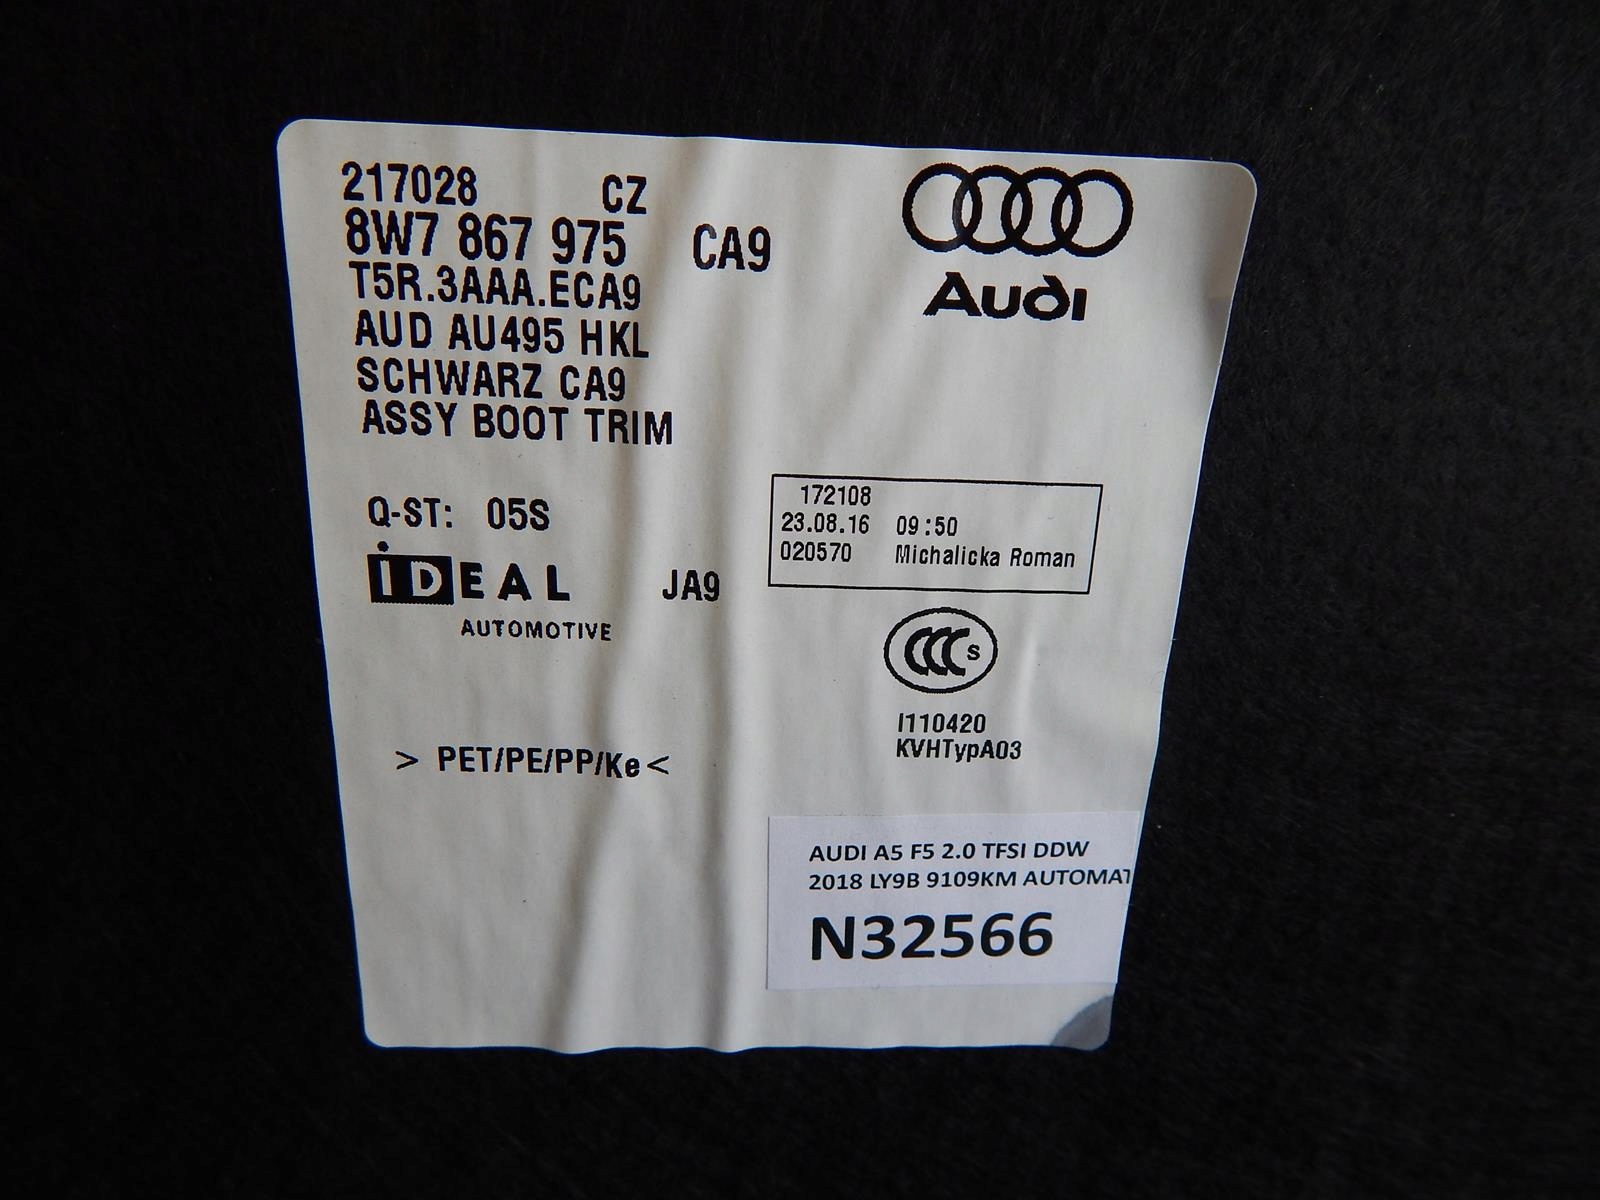 217028 CZ
8W7 867 975 CA9
T5R.3AAA.ECA9
AUD AU495 HKL
SCHWARZ CA9
ASSY BOOT TRIM
Audi
Q-ST: 05S
iDEAL JA9
AUTOMOTIVE
172108
23.08.16 09:50
020570 Michalicka Roman
CCC S
I110420
KVHTypA03
> PET/PE/PP/Ke <
AUDI A5 F5 2.0 TFSI DDW
2018 LY9B 9109KM AUTOMAT
N32566